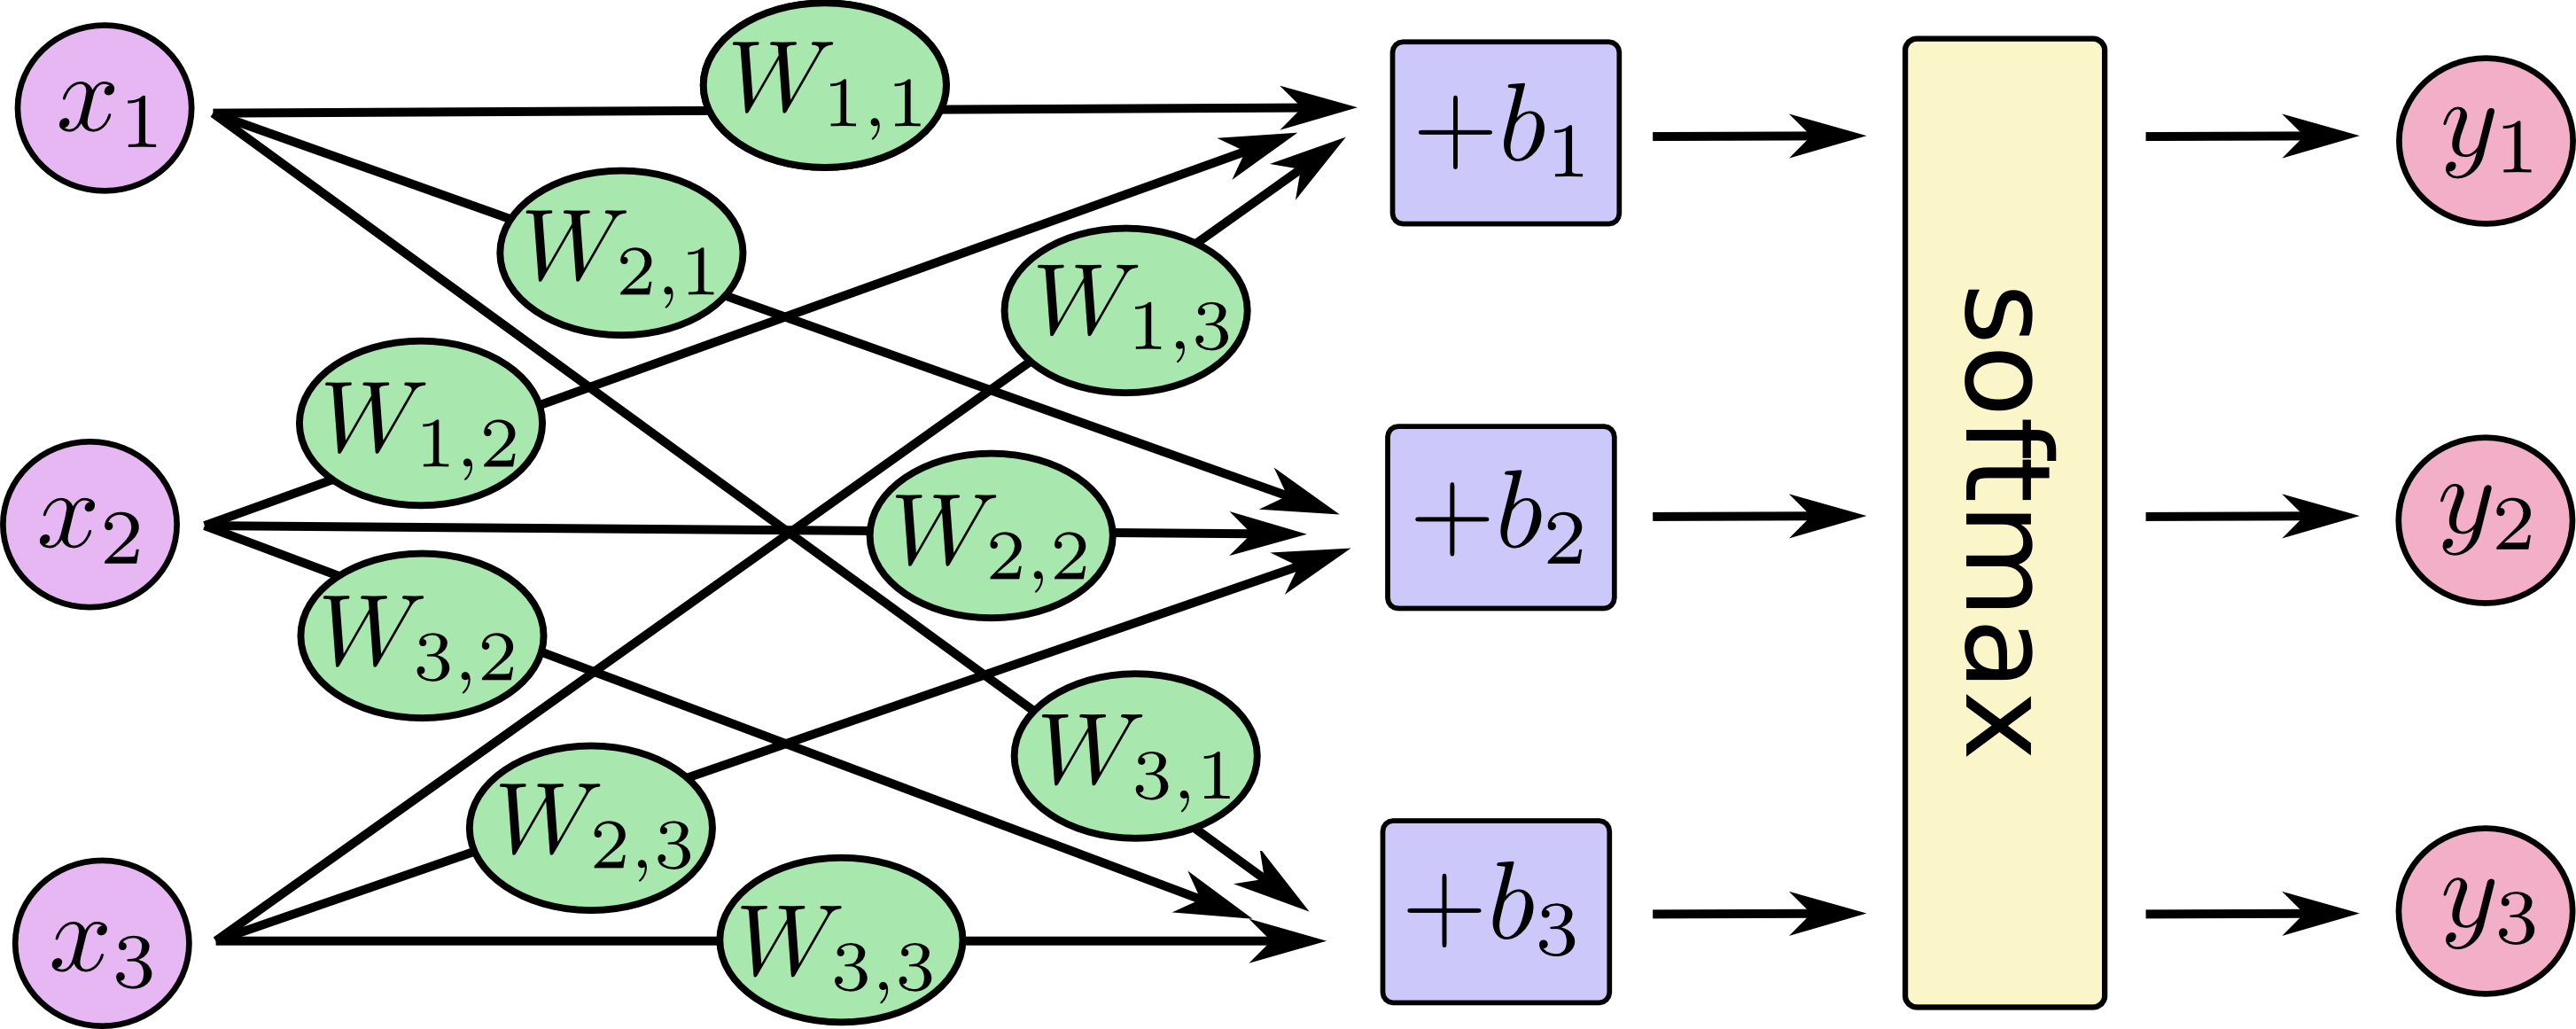 x₁
W₁,₁
+b₁
y₁
W₂,₁
W₁,₃
W₁,₂
x₂
W₂,₂
+b₂
softmax
y₂
W₃,₂
W₃,₁
W₂,₃
x₃
W₃,₃
+b₃
y₃